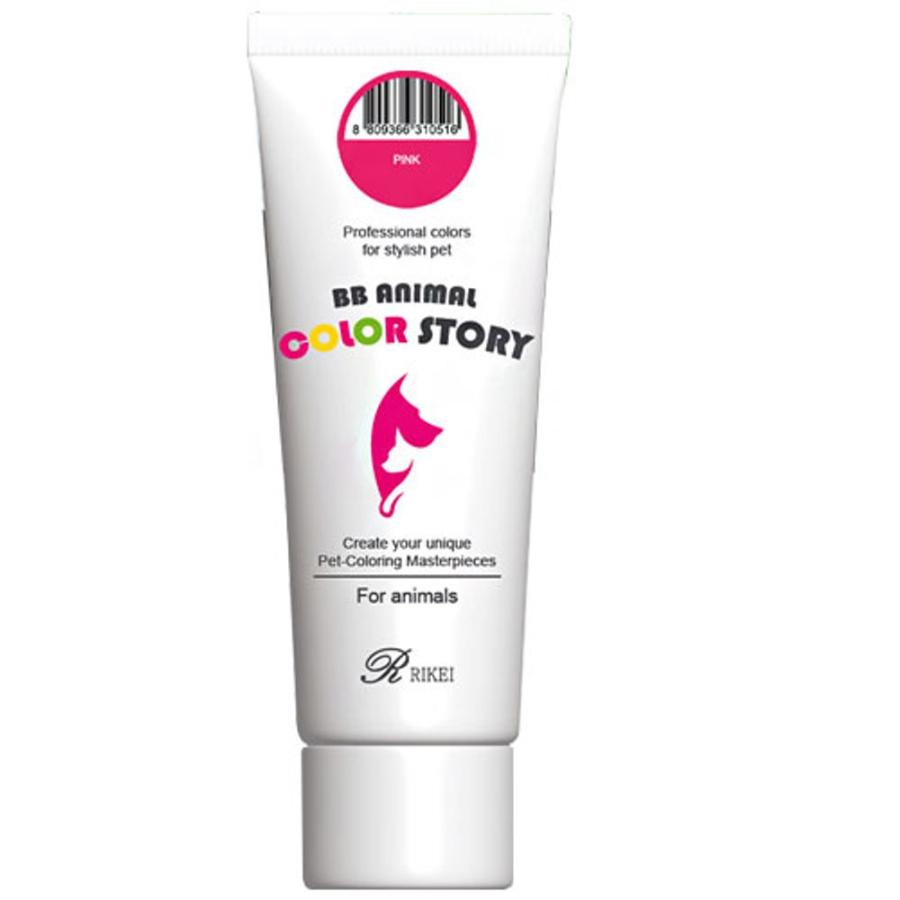 8 809366 310516
PINK
Professional colors
for stylish pet
BB ANIMAL
COLOR STORY
Create your unique
Pet-Coloring Masterpieces
For animals
R RIKEI